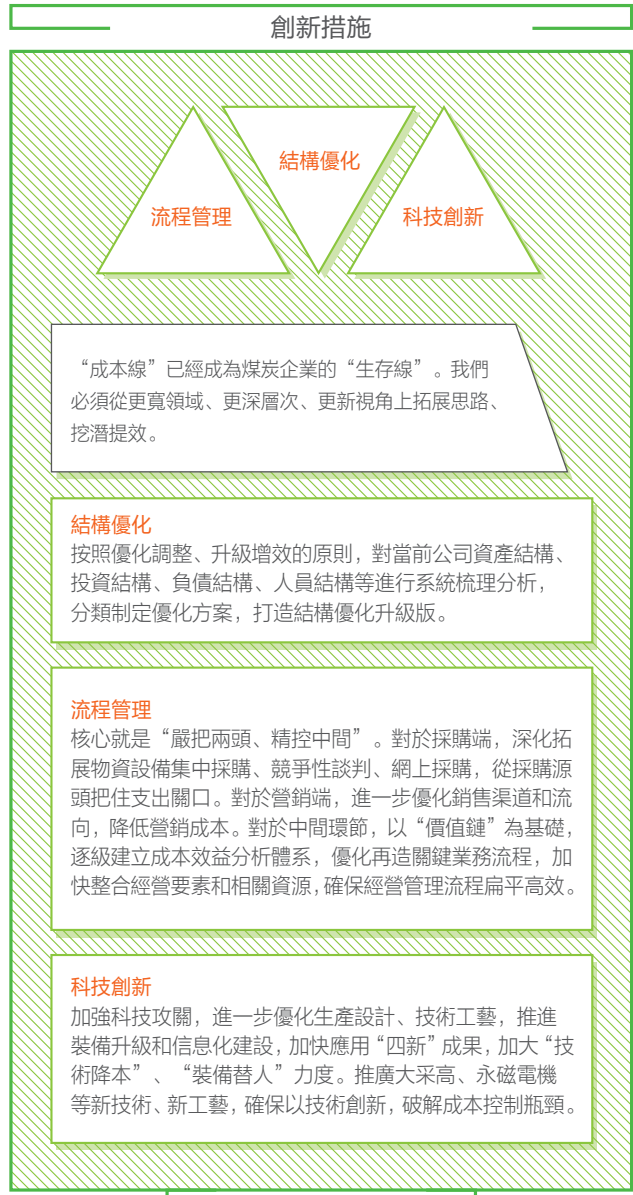 創新措施
結構優化
流程管理
科技創新
“成本線”已經成為煤炭企業的“生存線”。我們
必須從更寬領域、更深層次、更新視角上拓展思路、
挖潛提效。
結構優化
按照優化調整、升級增效的原則，對當前公司資產結構、
投資結構、負債結構、人員結構等進行系統梳理分析，
分類制定優化方案，打造結構優化升級版。
流程管理
核心就是“嚴把兩頭、精控中間”。對於採購端，深化拓
展物資設備集中採購、競爭性談判、網上採購，從採購源
頭把住支出關口。對於營銷端，進一步優化銷售渠道和流
向，降低營銷成本。對於中間環節，以“價值鏈”為基礎，
逐級建立成本效益分析體系，優化再造關鍵業務流程，加
快整合經營要素和相關資源，確保經營管理流程扁平高效。
科技創新
加強科技攻關，進一步優化生產設計、技術工藝，推進
裝備升級和信息化建設，加快應用“四新”成果，加大“技
術降本”、“裝備替人”力度。推廣大采高、永磁電機
等新技術、新工藝，確保以技術創新，破解成本控制瓶頸。